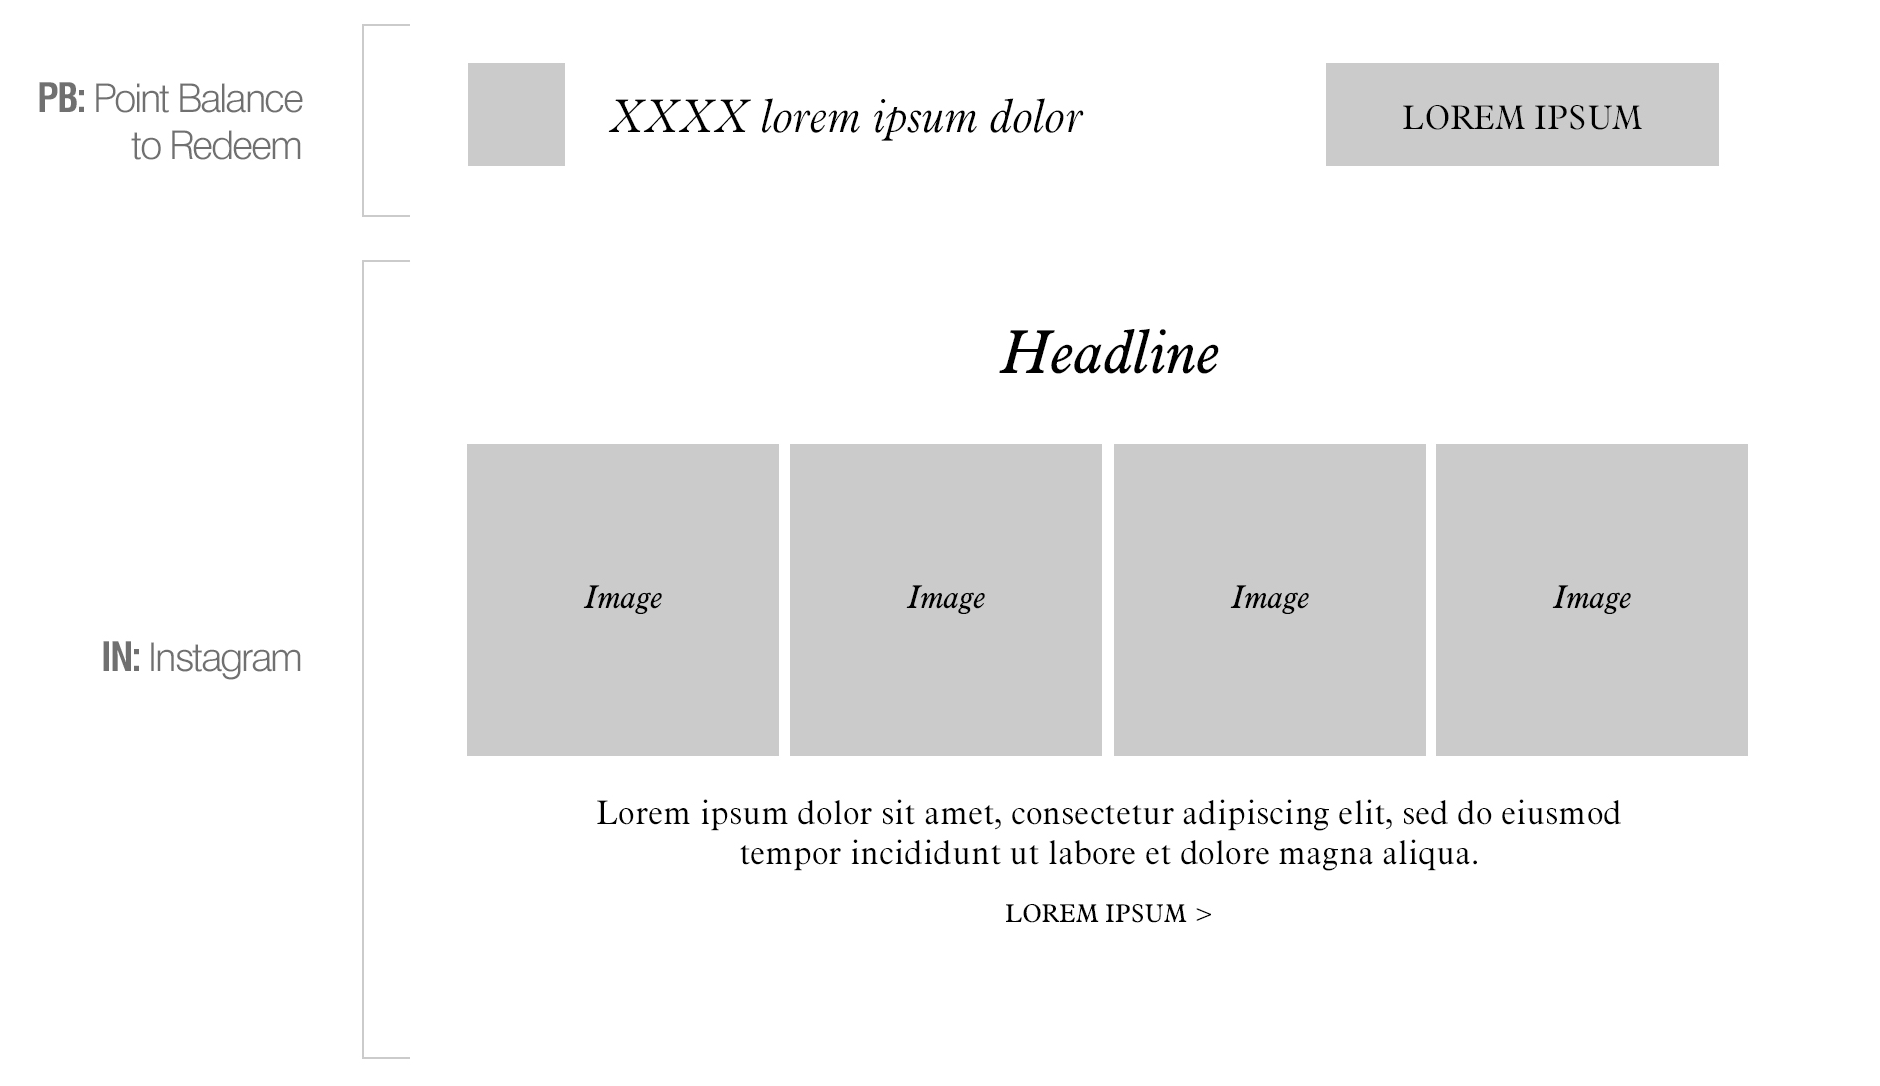 PB: Point Balance
to Redeem
XXXX lorem ipsum dolor
LOREM IPSUM
IN: Instagram
Headline
Image
Image
Image
Image
Lorem ipsum dolor sit amet, consectetur adipiscing elit, sed do eiusmod
tempor incididunt ut labore et dolore magna aliqua.
LOREM IPSUM >